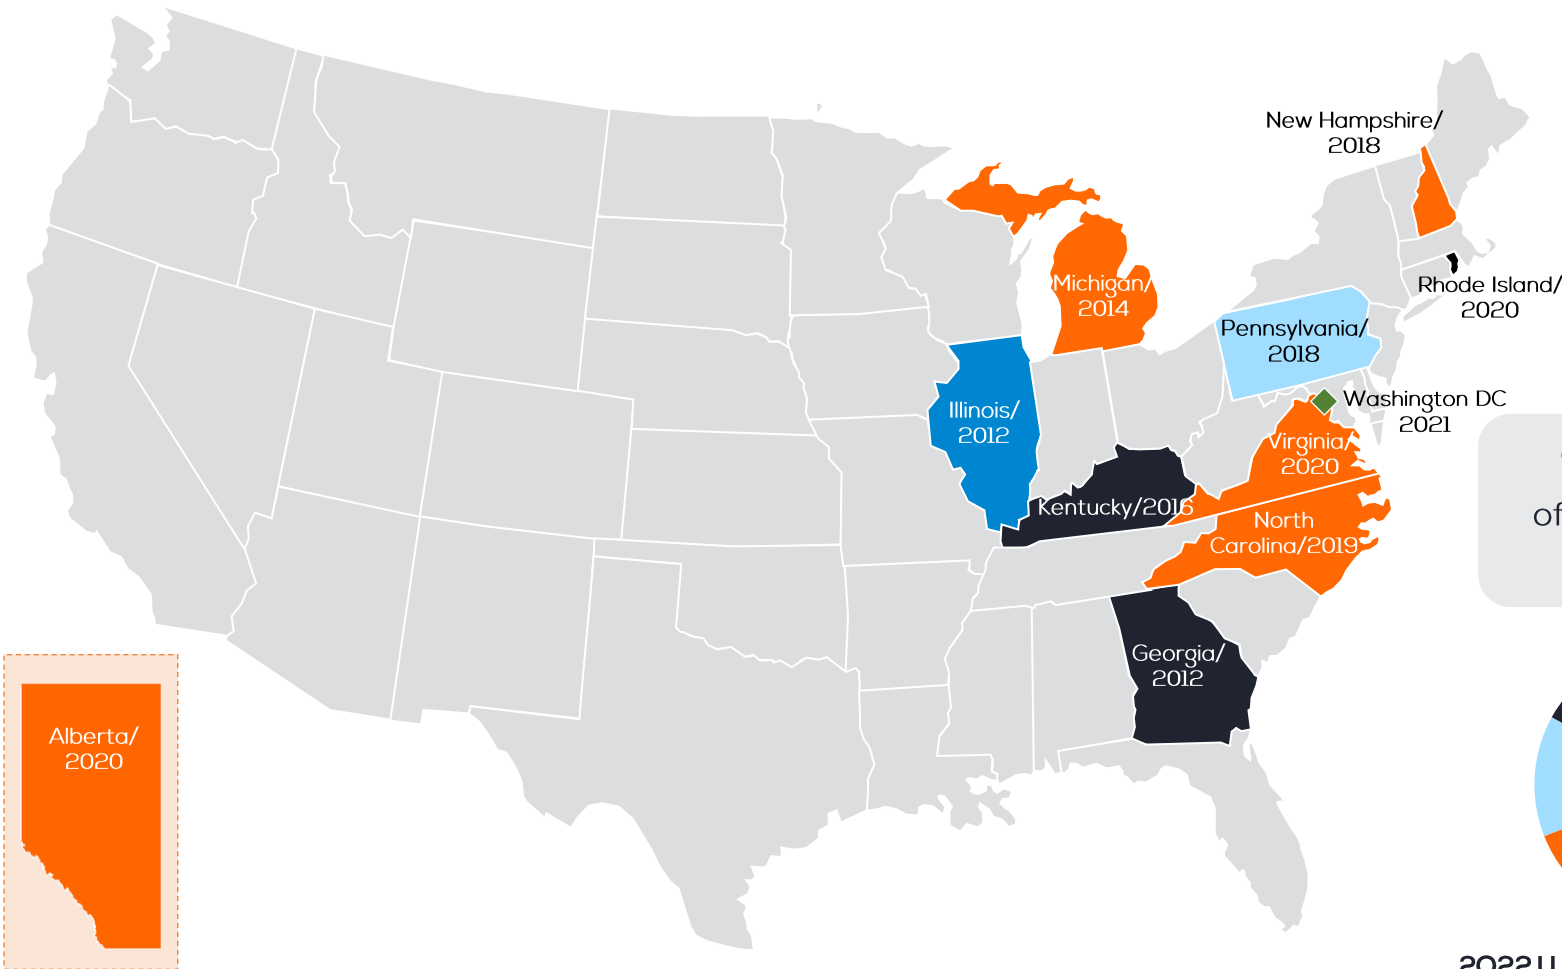 New Hampshire/
2018
Michigan/
2014
Rhode Island/
2020
Pennsylvania/
2018
Illinois/
2012
Washington DC
2021
Virginia/
2020
Kentucky/2016
North
Carolina/2019
of
Georgia/
2012
Alberta/
2020